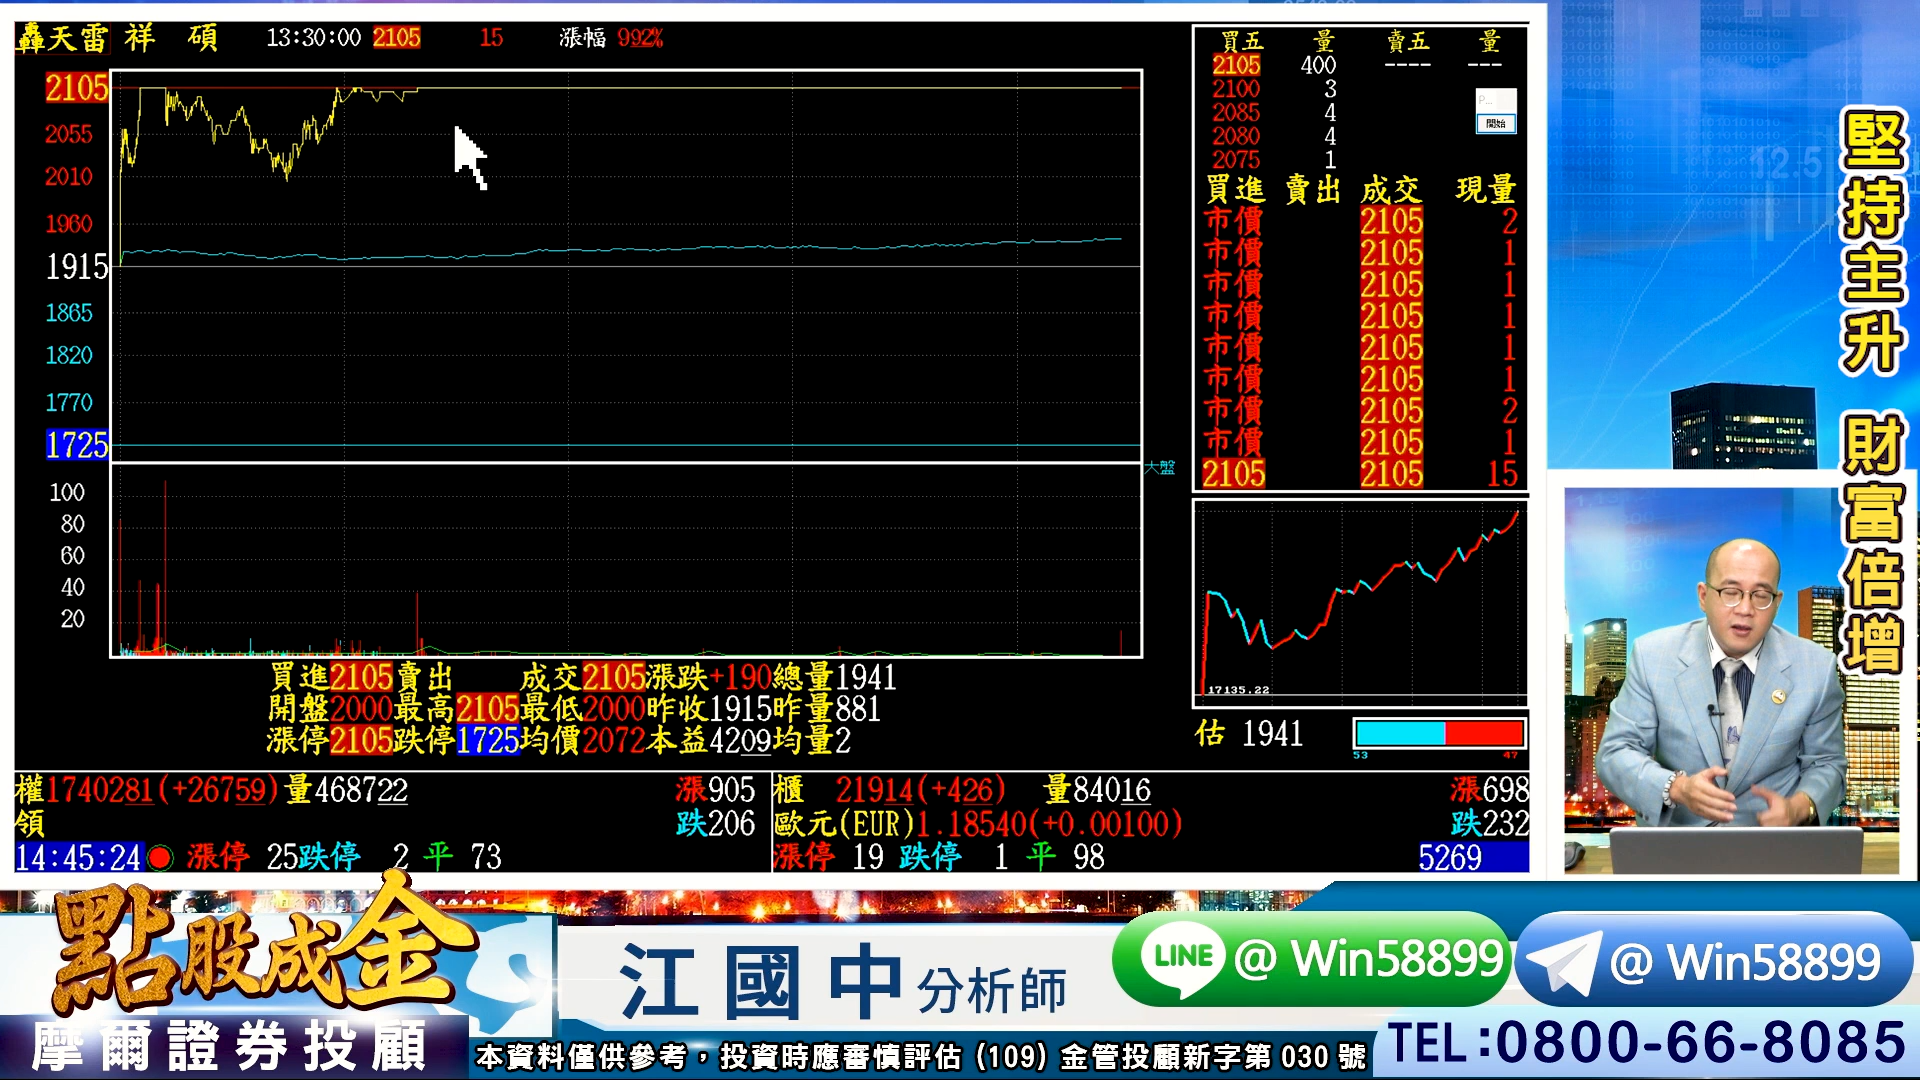 轟天雷 祥 碩 13:30:00 2105 15 漲幅 992%
2105
2055
2010
1960
1915
1865
1820
1770
1725
大盤
100
80
60
40
20
買五 量 賣五 量
2105 400 ---- ---
2100 3
2085 4
2080 4
2075 1
開始
買進 賣出 成交 現量
市價 2105 2
市價 2105 1
市價 2105 1
市價 2105 1
市價 2105 1
市價 2105 1
市價 2105 2
市價 2105 1
2105 2105 15
17135.22
估 1941
53 47
買進2105賣出 成交2105漲跌+190總量1941
開盤2000最高2105最低2000昨收1915昨量881
漲停2105跌停1725均價2072本益4209均量2
權1740281(+26759)量468722 漲905
領 跌206
14:45:24 漲停 25跌停 2 平 73
櫃 21914(+426) 量84016 漲698
歐元(EUR)1.18540(+0.00100) 跌232
漲停 19 跌停 1 平 98 5269
堅持主升 財富倍增
點股成金
摩爾證券投顧
江國中 分析師
LINE @ Win58899
@ Win58899
TEL:0800-66-8085
本資料僅供參考，投資時應審慎評估 (109) 金管投顧新字第 030 號